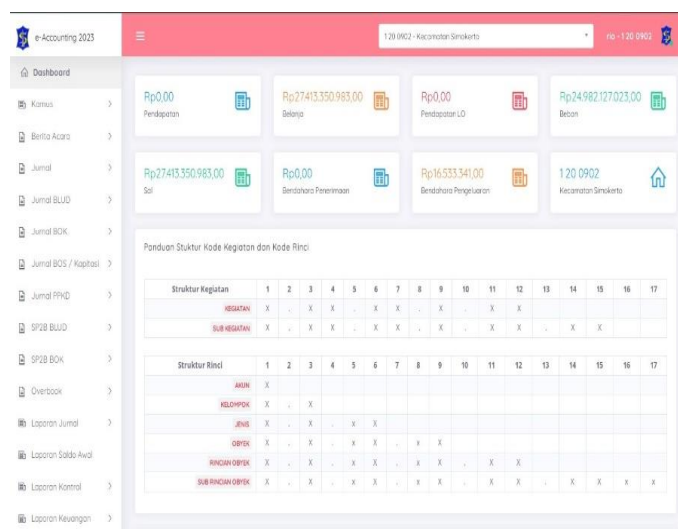 e-Accounting 2023
120 0902 - Kecamatan Simokerto
rio - 1 20 0902
Dashboard
Kamus
Berita Acara
Jurnal
Jurnal BLUD
Jurnal BOK
Jurnal BOS / Kapitasi
Jurnal PPKD
SP2B BLUD
SP2B BOK
Overbook
Laporan Jurnal
Laporan Saldo Awal
Laporan Kontrol
Laporan Keuangan
Rp0,00
Pendapatan
Rp27.413.350.983,00
Belanja
Rp0,00
Pendapatan LO
Rp24.982.127.023,00
Beban
Rp27.413.350.983,00
Sal
Rp0,00
Bendahara Penerimaan
Rp16.533.341,00
Bendahara Pengeluaran
1 20 0902
Kecamatan Simokerto
Panduan Stuktur Kode Kegiatan dan Kode Rinci
Struktur Kegiatan 1 2 3 4 5 6 7 8 9 10 11 12 13 14 15 16 17
KEGIATAN X . X X . X X . X . X X
SUB KEGIATAN X . X X . X X . X . X X . X X
Struktur Rinci 1 2 3 4 5 6 7 8 9 10 11 12 13 14 15 16 17
AKUN X
KELOMPOK X . X
JENIS X . X . x X
OBYEK X . X . x X . x X
RINCIAN OBYEK X . X . x X . x X . X X
SUB RINCIAN OBYEK X . X . x X . x X . X X . X X x x